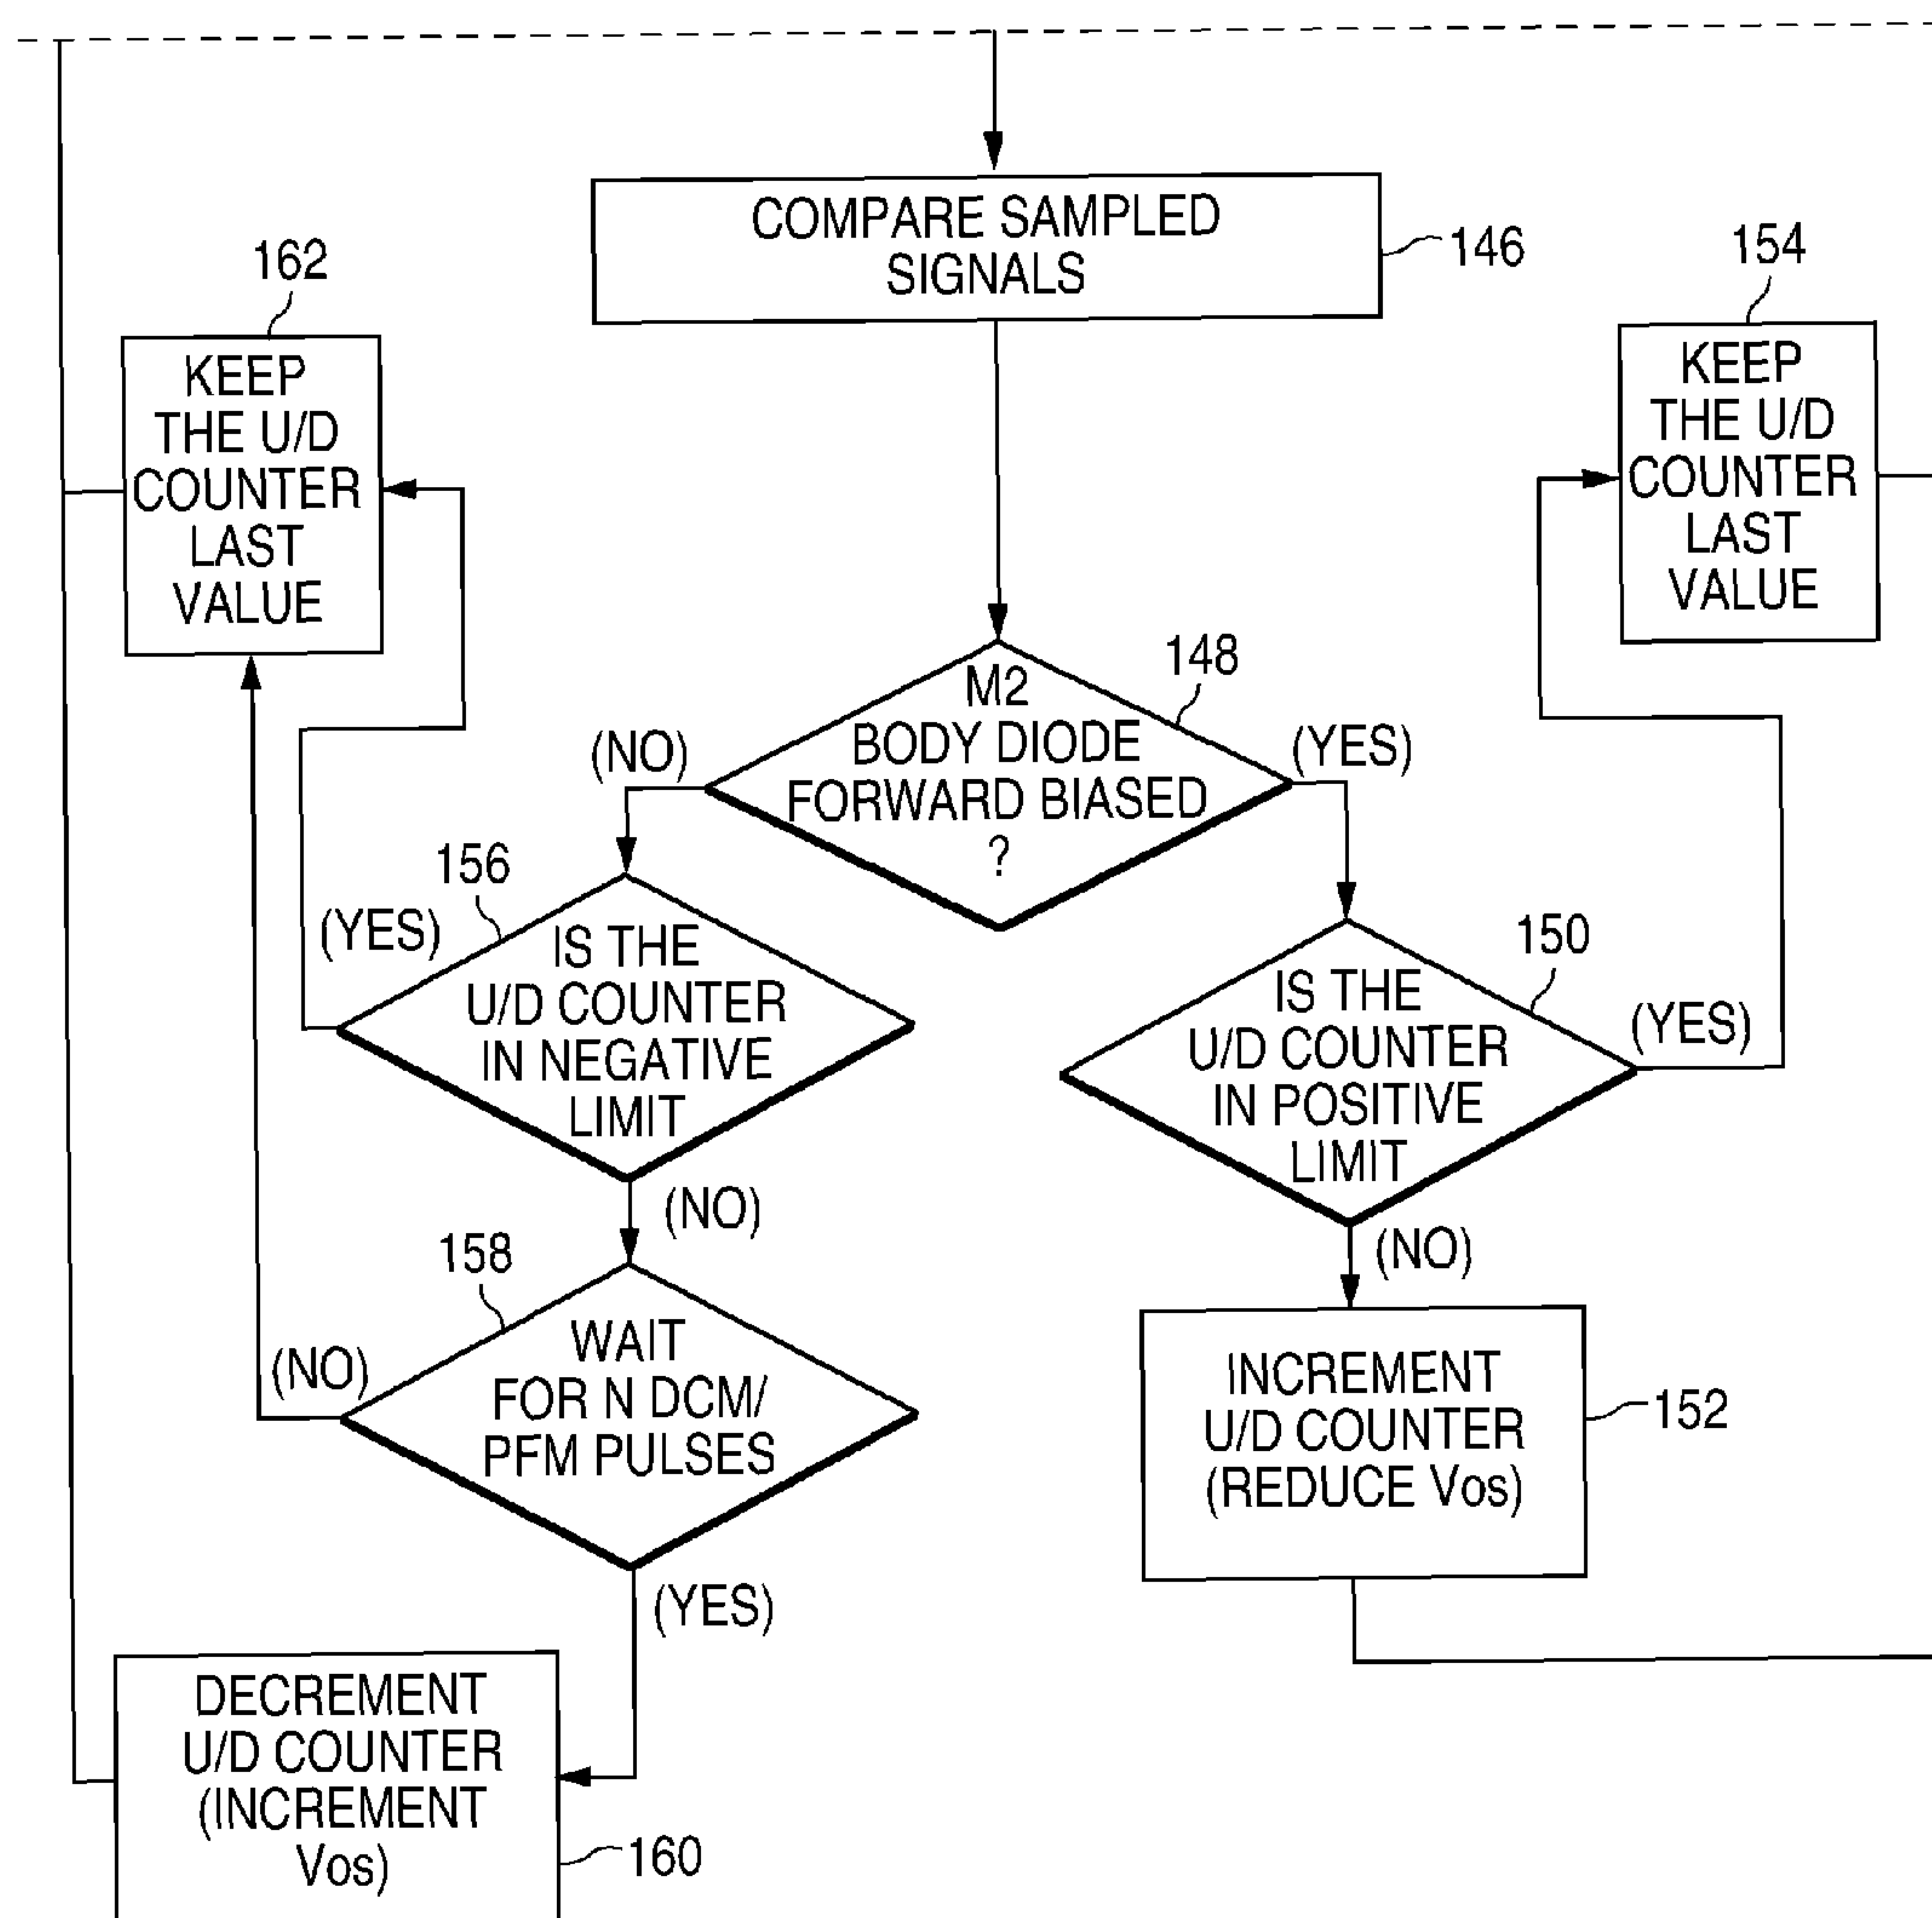 COMPARE SAMPLED
SIGNALS
146
162
KEEP
THE U/D
COUNTER
LAST
VALUE
154
KEEP
THE U/D
COUNTER
LAST
VALUE
148
M2
BODY DIODE
FORWARD BIASED
?
(NO)
(YES)
156
(YES)
IS THE
U/D COUNTER
IN NEGATIVE
LIMIT
(NO)
150
IS THE
U/D COUNTER
IN POSITIVE
LIMIT
(YES)
(NO)
158
WAIT
FOR N DCM/
PFM PULSES
(NO)
(YES)
INCREMENT
U/D COUNTER
(REDUCE Vos)
152
DECREMENT
U/D COUNTER
(INCREMENT
Vos)
160